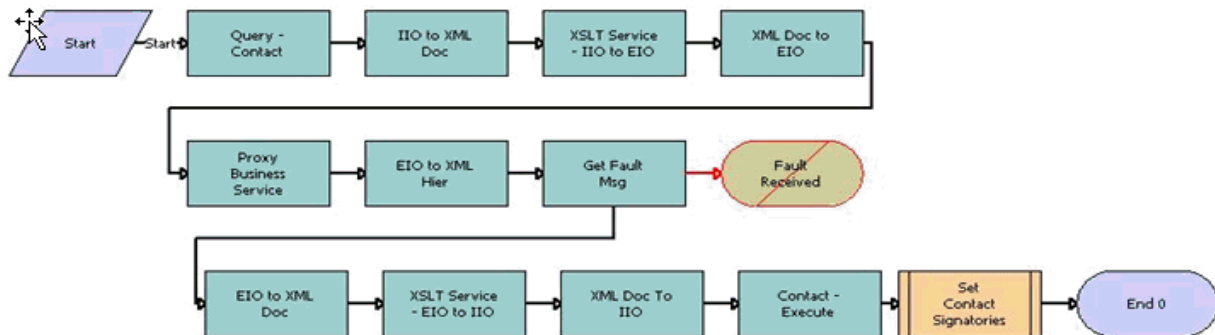 Start
Start
Query -
Contact
IIO to XML
Doc
XSLT Service
- IIO to EIO
XML Doc to
EIO
Proxy
Business
Service
EIO to XML
Hier
Get Fault
Msg
Fault
Received
EIO to XML
Doc
XSLT Service
- EIO to IIO
XML Doc To
IIO
Contact -
Execute
Set
Contact
Signatories
End 0